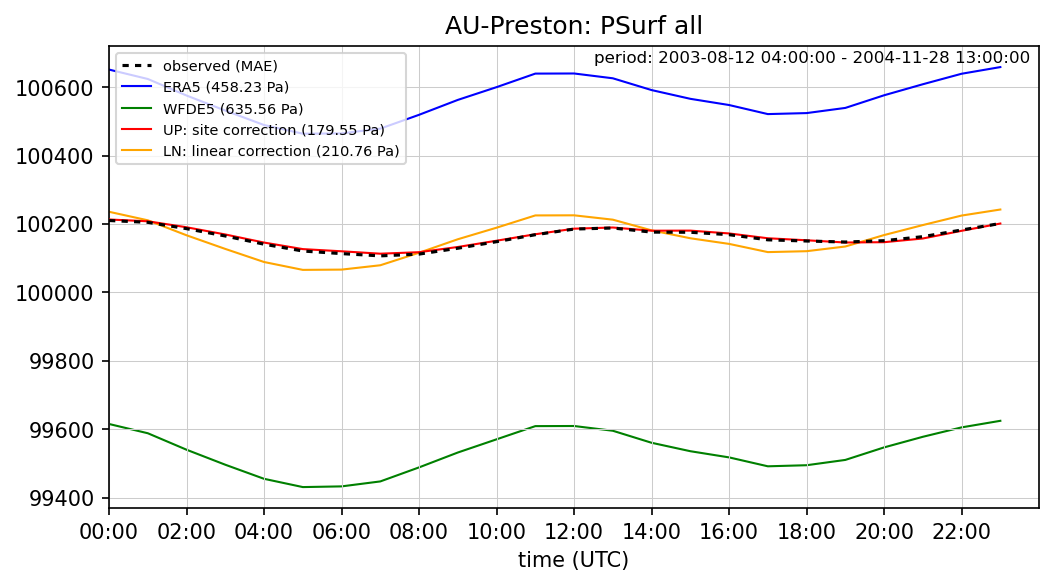 AU-Preston: PSurf all
period: 2003-08-12 04:00:00 - 2004-11-28 13:00:00
observed (MAE)
ERA5 (458.23 Pa)
WFDE5 (635.56 Pa)
UP: site correction (179.55 Pa)
LN: linear correction (210.76 Pa)
100600
100400
100200
100000
99800
99600
99400
00:00 02:00 04:00 06:00 08:00 10:00 12:00 14:00 16:00 18:00 20:00 22:00
time (UTC)